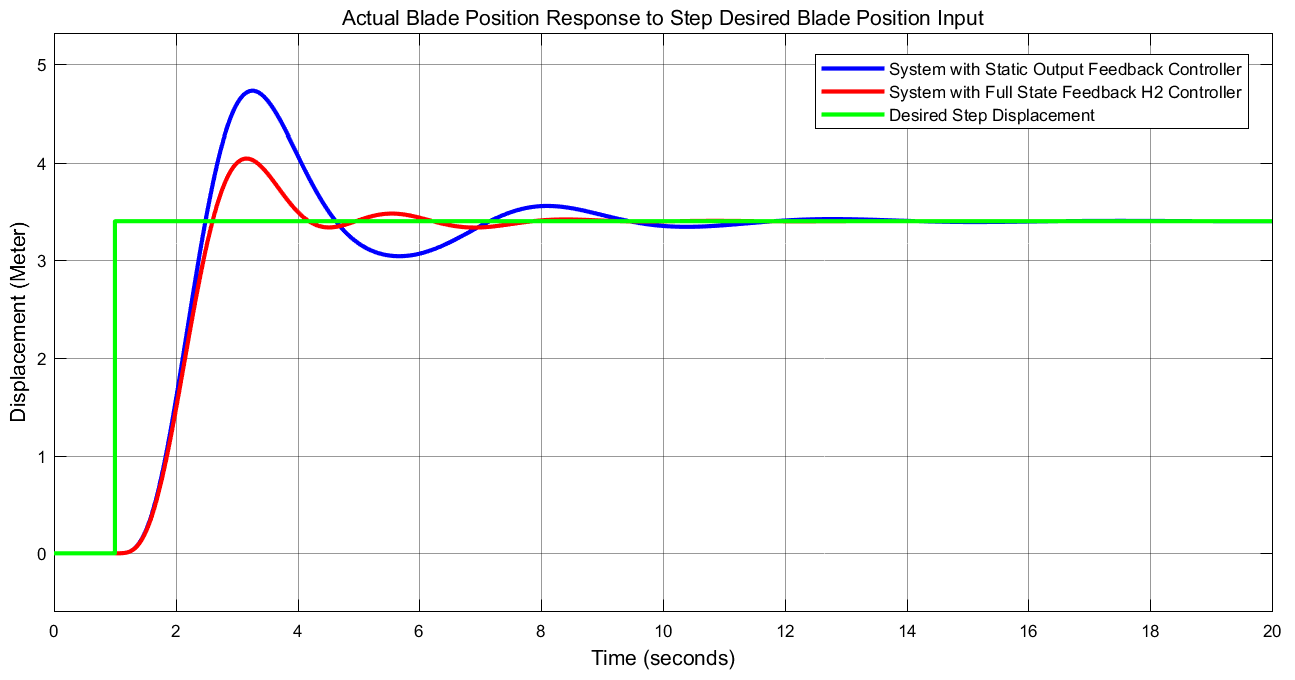 Actual Blade Position Response to Step Desired Blade Position Input
System with Static Output Feedback Controller
System with Full State Feedback H2 Controller
Desired Step Displacement
Displacement (Meter)
5
4
3
2
1
0
0 2 4 6 8 10 12 14 16 18 20
Time (seconds)